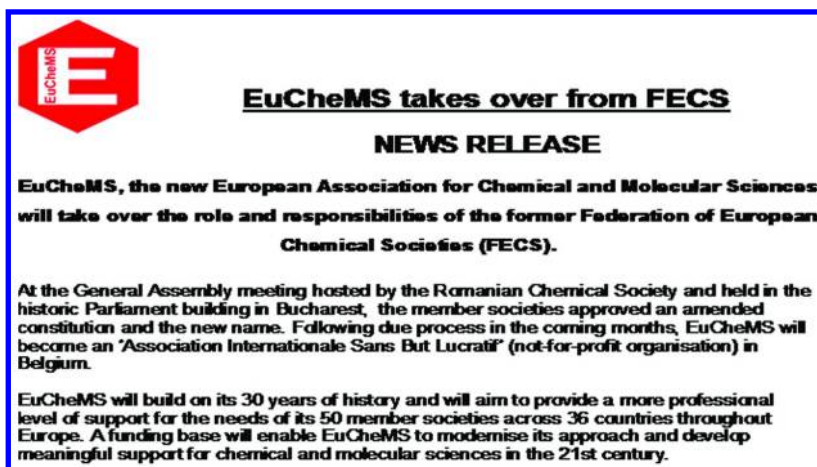 EuCheMS
E
EuCheMS takes over from FECS
NEWS RELEASE
EuCheMS, the new European Association for Chemical and Molecular Sciences
will take over the role and responsibilities of the former Federation of European
Chemical Societies (FECS).
At the General Assembly meeting hosted by the Romanian Chemical Society and held in the
historic Parliament building in Bucharest, the member societies approved an amended
constitution and the new name. Following due process in the coming months, EuCheMS will
become an "Association Internationale Sans But Lucratif" (not-for-profit organisation) in
Belgium.
EuCheMS will build on its 30 years of history and will aim to provide a more professional
level of support for the needs of its 50 member societies across 36 countries throughout
Europe. A funding base will enable EuCheMS to modernise its approach and develop
meaningful support for chemical and molecular sciences in the 21st century.